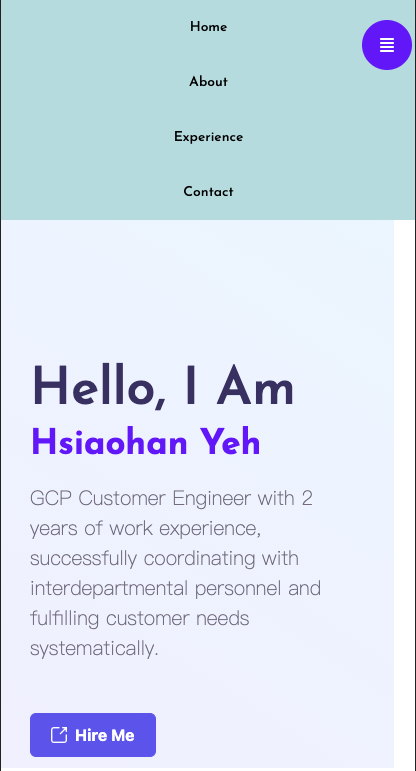 Home
About
Experience
Contact
Hello, I Am
Hsiaohan Yeh
GCP Customer Engineer with 2
years of work experience,
successfully coordinating with
interdepartmental personnel and
fulfilling customer needs
systematically.
Hire Me